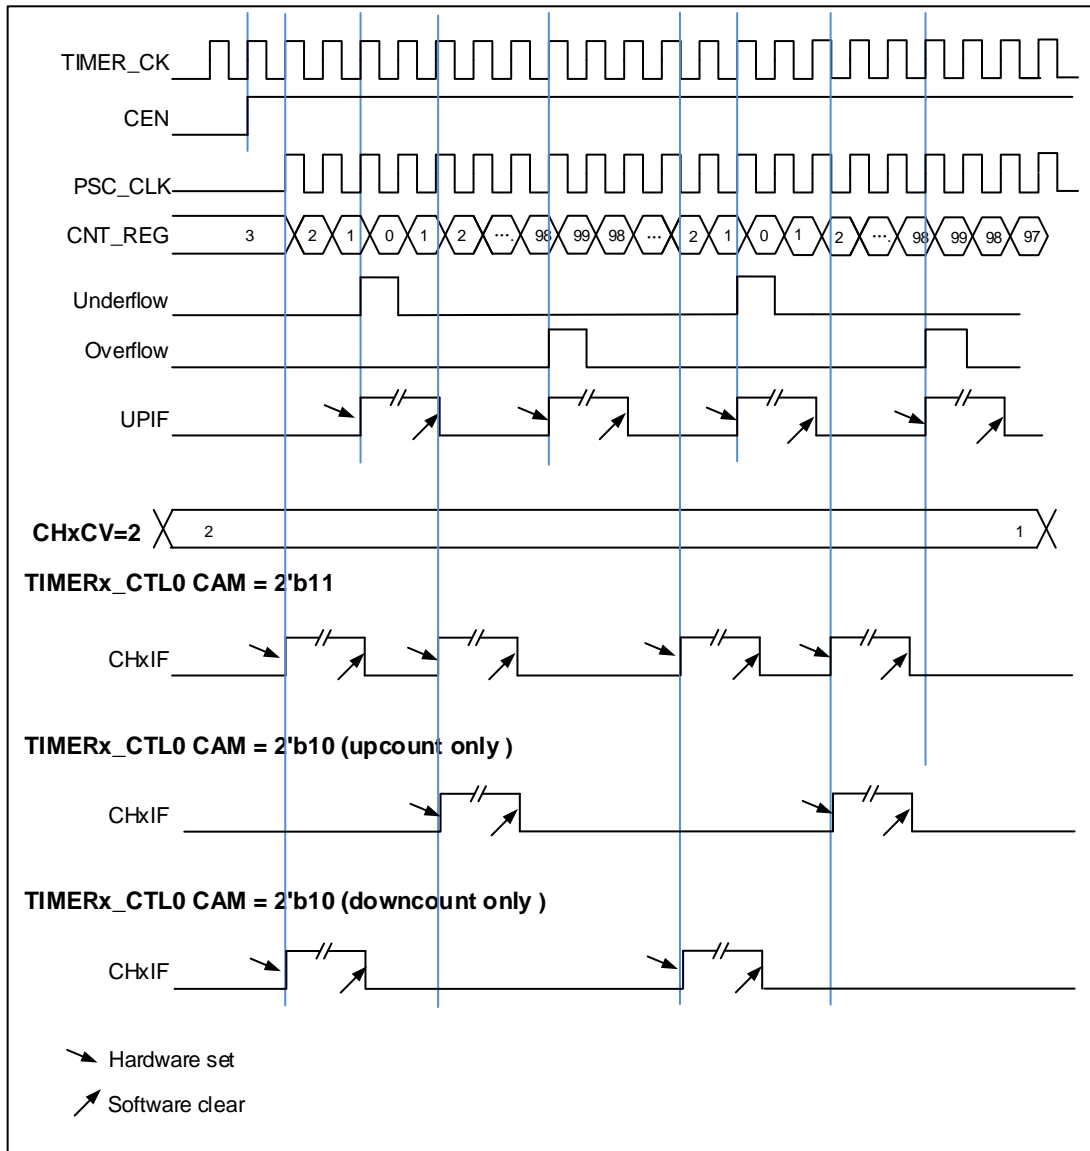 TIMER_CK
CEN
PSC_CLK
CNT_REG 3 2 1 0 1 2 .... 98 99 98 ... 2 1 0 1 2 .... 98 99 98 97
Underflow
Overflow
UPIF
CHxCV=2 2 1
TIMERx_CTL0 CAM = 2'b11
CHxIF
TIMERx_CTL0 CAM = 2'b10 (upcount only )
CHxIF
TIMERx_CTL0 CAM = 2'b10 (downcount only )
CHxIF
Hardware set
Software clear